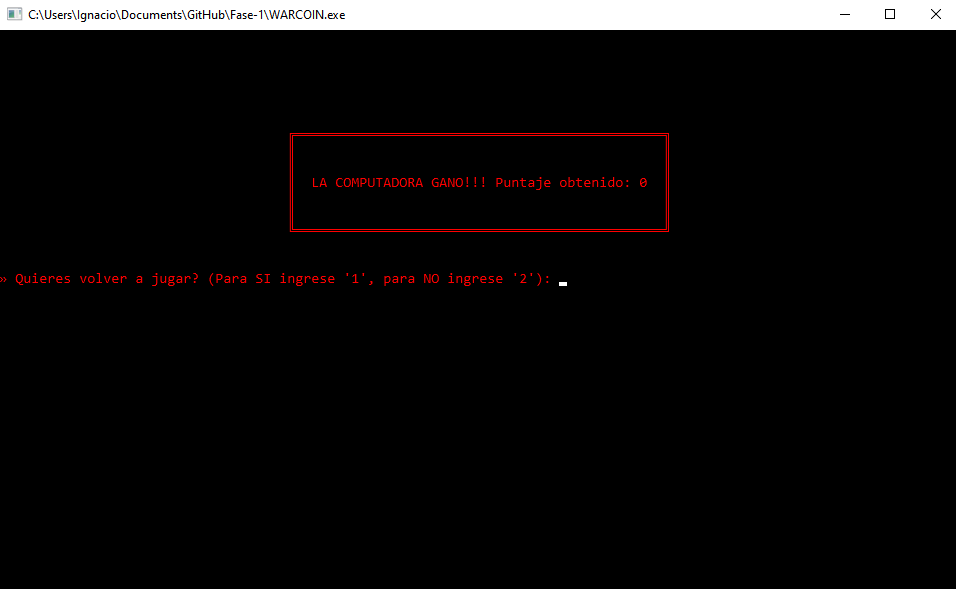 C:\Users\Ignacio\Documents\GitHub\Fase-1\WARCOIN.exe
LA COMPUTADORA GANO!!! Puntaje obtenido: 0
» Quieres volver a jugar? (Para SI ingrese '1', para NO ingrese '2'):